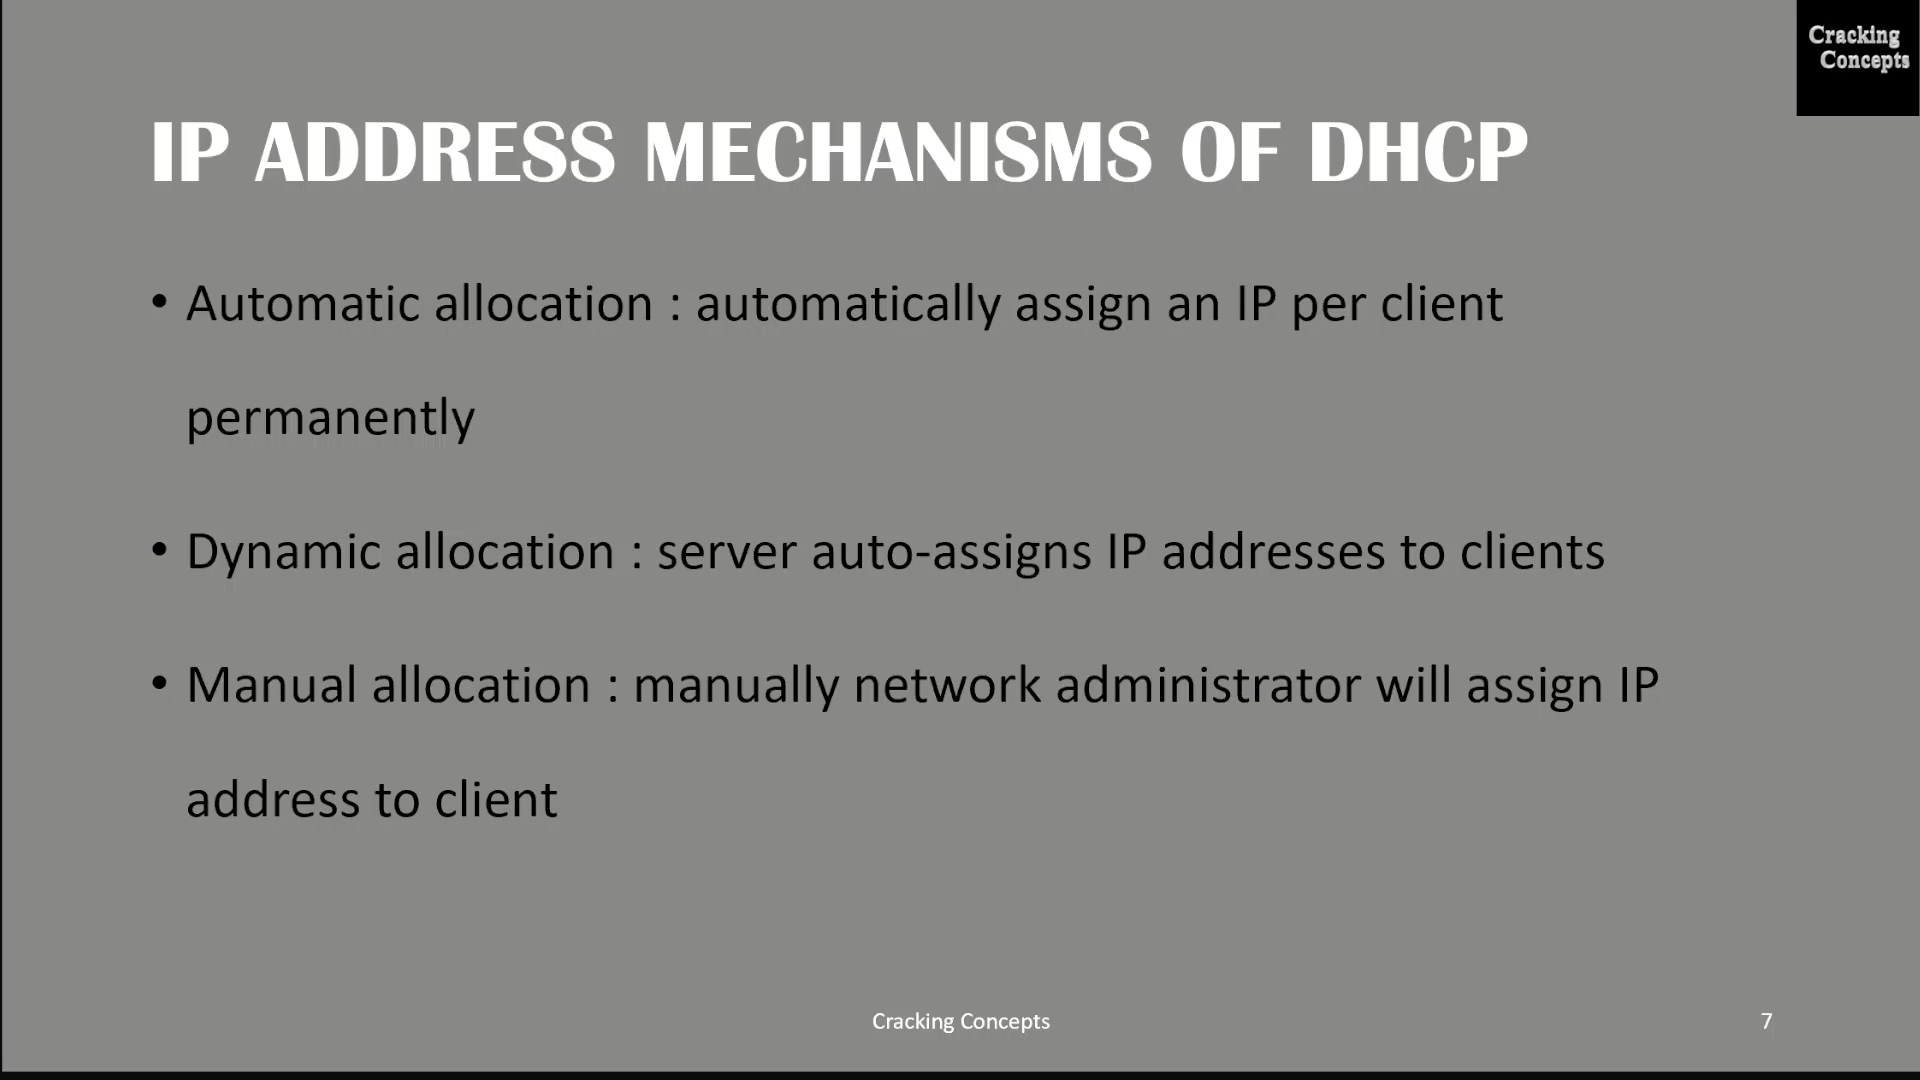 Cracking
Concepts
IP ADDRESS MECHANISMS OF DHCP
• Automatic allocation : automatically assign an IP per client
permanently
• Dynamic allocation : server auto-assigns IP addresses to clients
• Manual allocation : manually network administrator will assign IP
address to client
Cracking Concepts
7